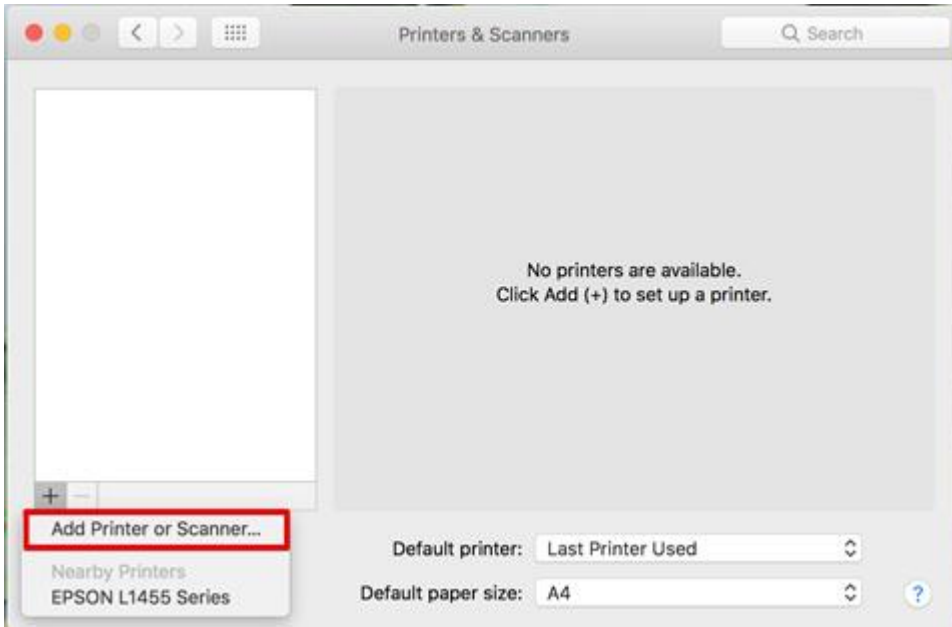 Printers & Scanners
Search
No printers are available.
Click Add (+) to set up a printer.
+ −
Add Printer or Scanner...
Nearby Printers
EPSON L1455 Series
Default printer: Last Printer Used
Default paper size: A4
?